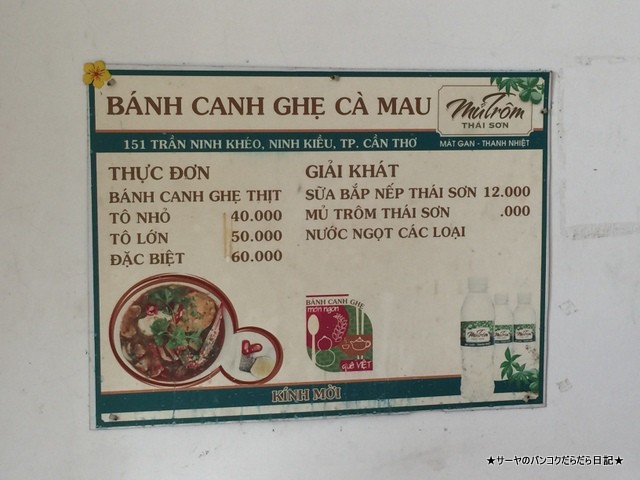 BÁNH CANH GHẸ CÀ MAU
MủTrôm
THÁI SƠN
MÁT GAN - THANH NHIỆT
151 TRẦN NINH KHÉO, NINH KIỀU, TP. CẦN THƠ
THỰC ĐƠN
BÁNH CANH GHẸ THỊT
TÔ NHỎ 40.000
TÔ LỚN 50.000
ĐẶC BIỆT 60.000
GIẢI KHÁT
SỮA BẮP NẾP THÁI SƠN 12.000
MỦ TRÔM THÁI SƠN .000
NƯỚC NGỌT CÁC LOẠI
BÁNH CANH GHẸ
món ngon
quê VIỆT
MủTrôm
KÍNH MỜI
★サーヤのバンコクだらだら日記★